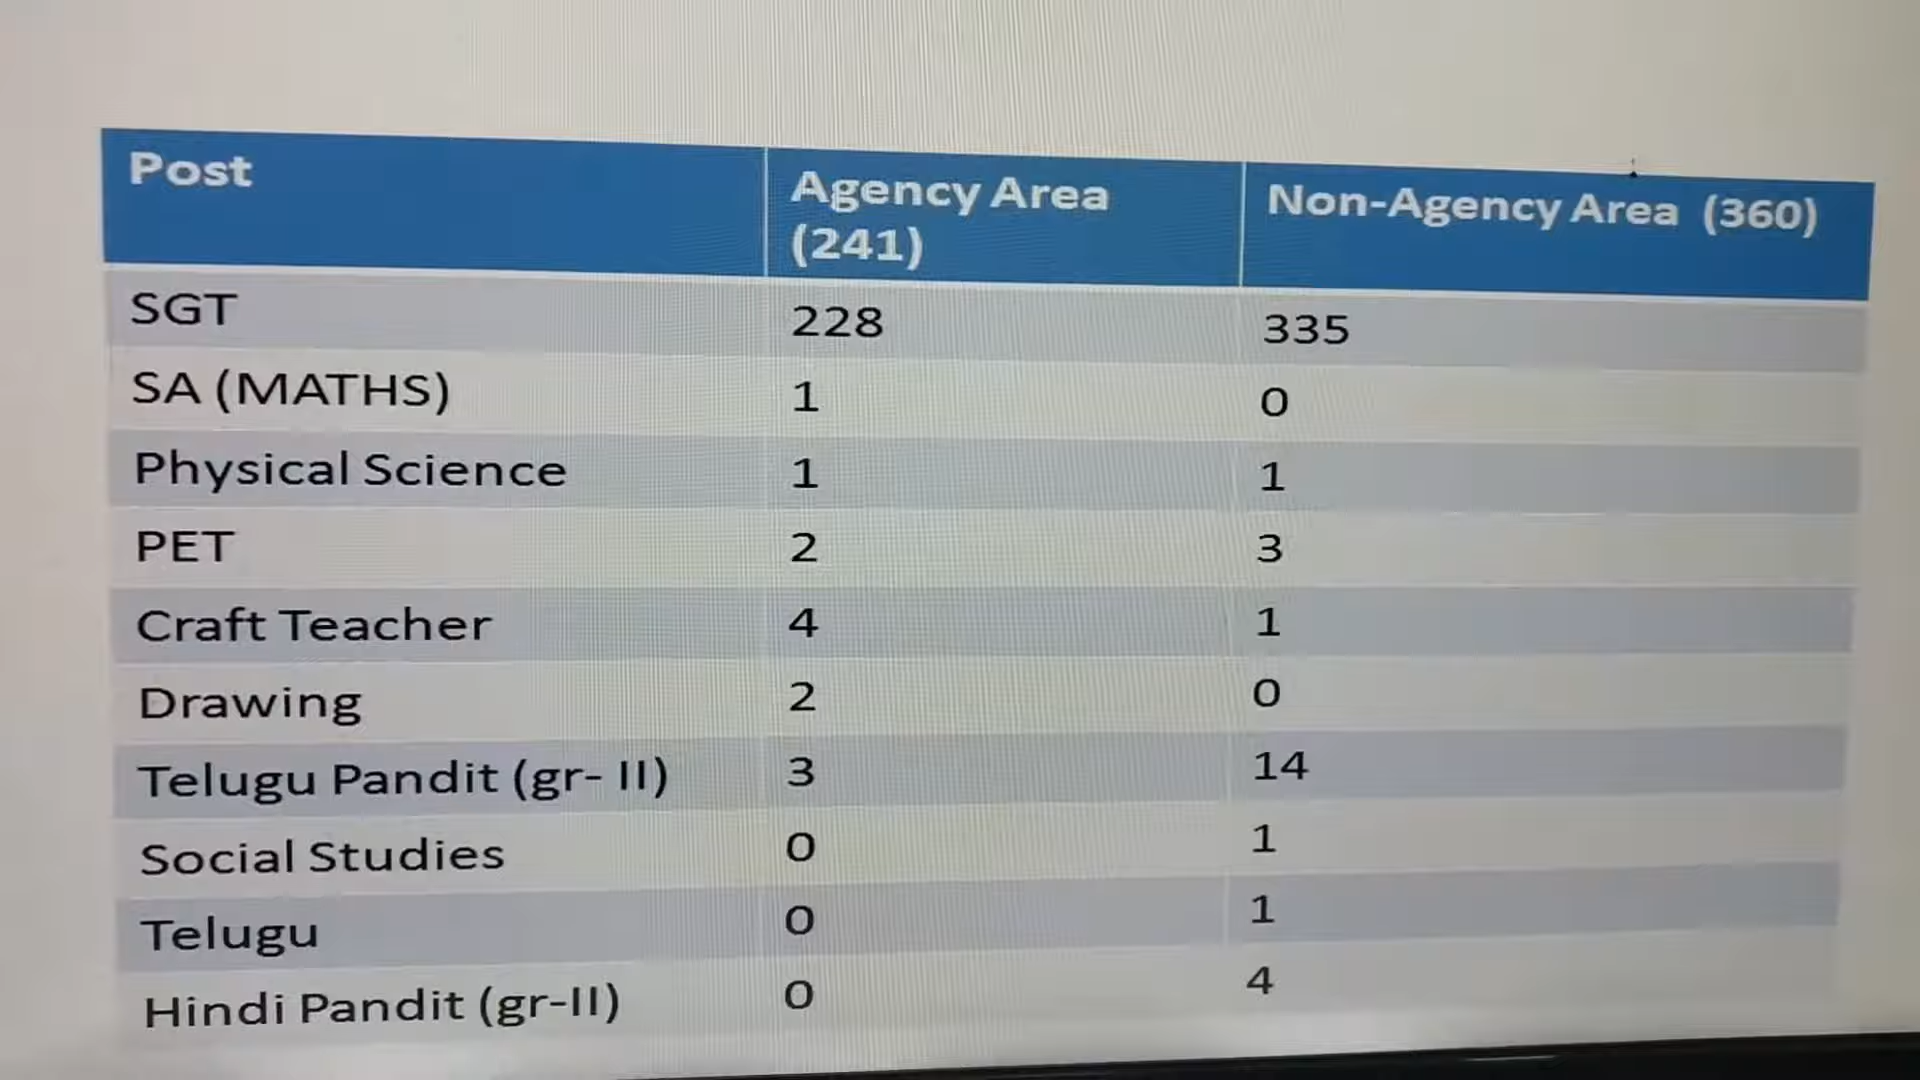 Post Agency Area (241) Non-Agency Area (360)
SGT 228 335
SA (MATHS) 1 0
Physical Science 1 1
PET 2 3
Craft Teacher 4 1
Drawing 2 0
Telugu Pandit (gr- II) 3 14
Social Studies 0 1
Telugu 0 1
Hindi Pandit (gr-II) 0 4